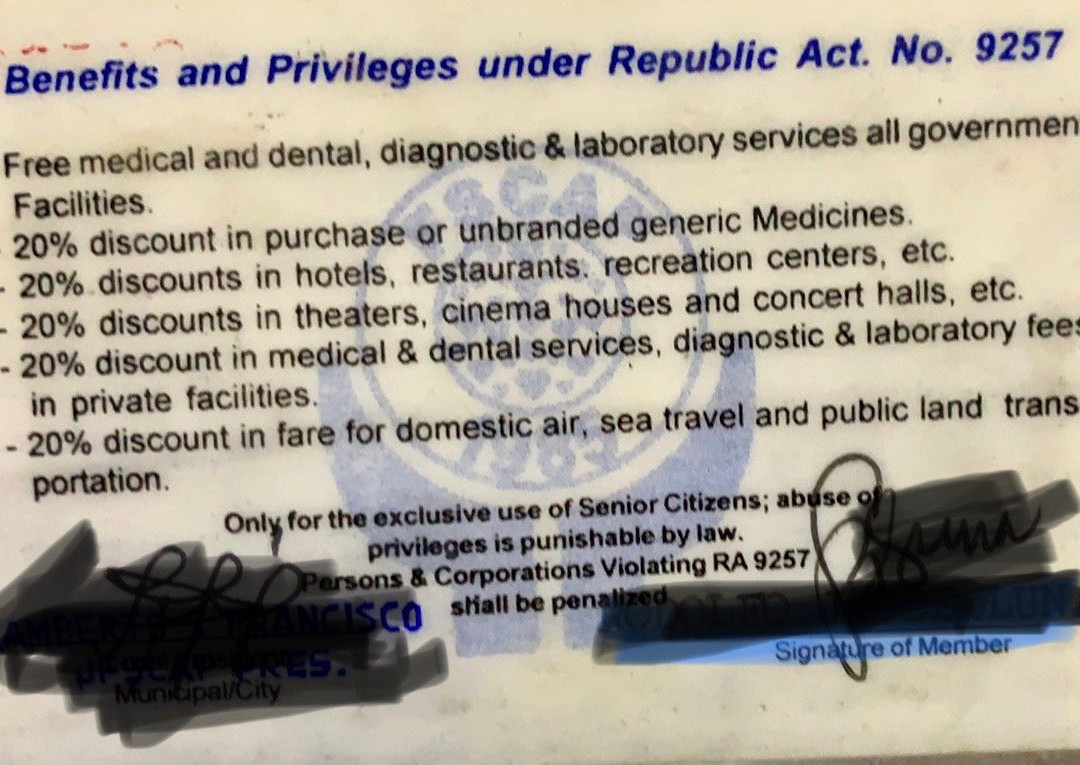 Benefits and Privileges under Republic Act. No. 9257
Free medical and dental, diagnostic & laboratory services all governmen
Facilities.
20% discount in purchase or unbranded generic Medicines.
- 20% discounts in hotels, restaurants. recreation centers, etc.
- 20% discounts in theaters, cinema houses and concert halls, etc.
- 20% discount in medical & dental services, diagnostic & laboratory fees
in private facilities.
- 20% discount in fare for domestic air, sea travel and public land trans
portation.
Only for the exclusive use of Senior Citizens; abuse of
privileges is punishable by law.
Persons & Corporations Violating RA 9257
shall be penalized
FRANCISCO
PRES.
Municipal/City
Signature of Member